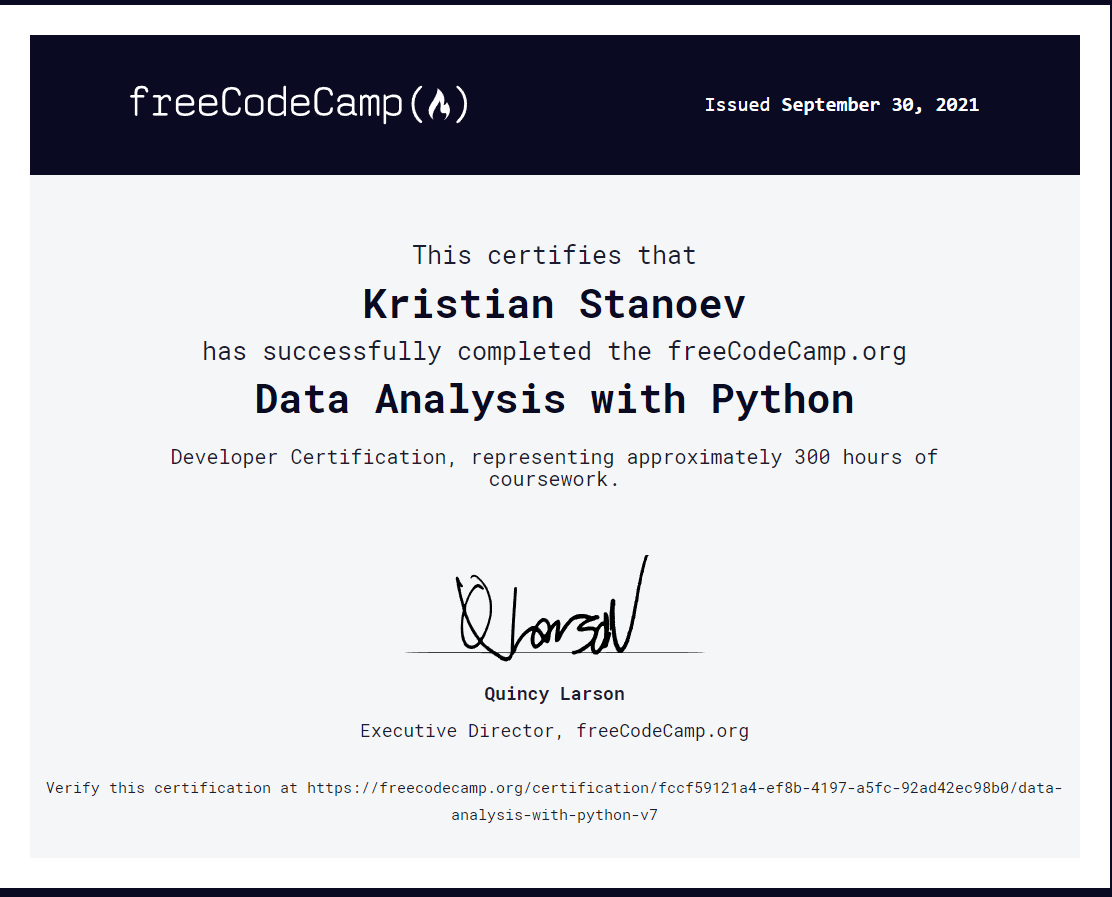 freeCodeCamp
Issued September 30, 2021
This certifies that
Kristian Stanoev
has successfully completed the freeCodeCamp.org
Data Analysis with Python
Developer Certification, representing approximately 300 hours of
coursework.
Q Larson
Quincy Larson
Executive Director, freeCodeCamp.org
Verify this certification at https://freecodecamp.org/certification/fccf59121a4-ef8b-4197-a5fc-92ad42ec98b0/data-
analysis-with-python-v7